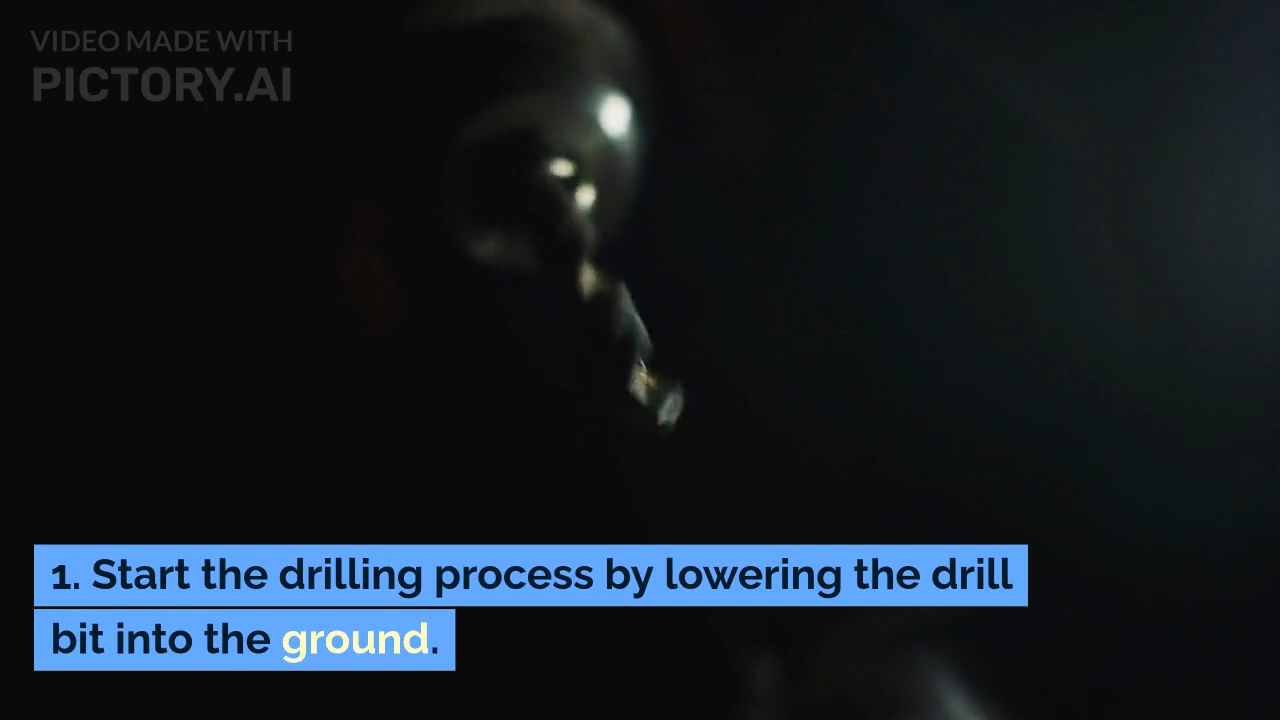 VIDEO MADE WITH
PICTORY.AI
1. Start the drilling process by lowering the drill
bit into the ground.